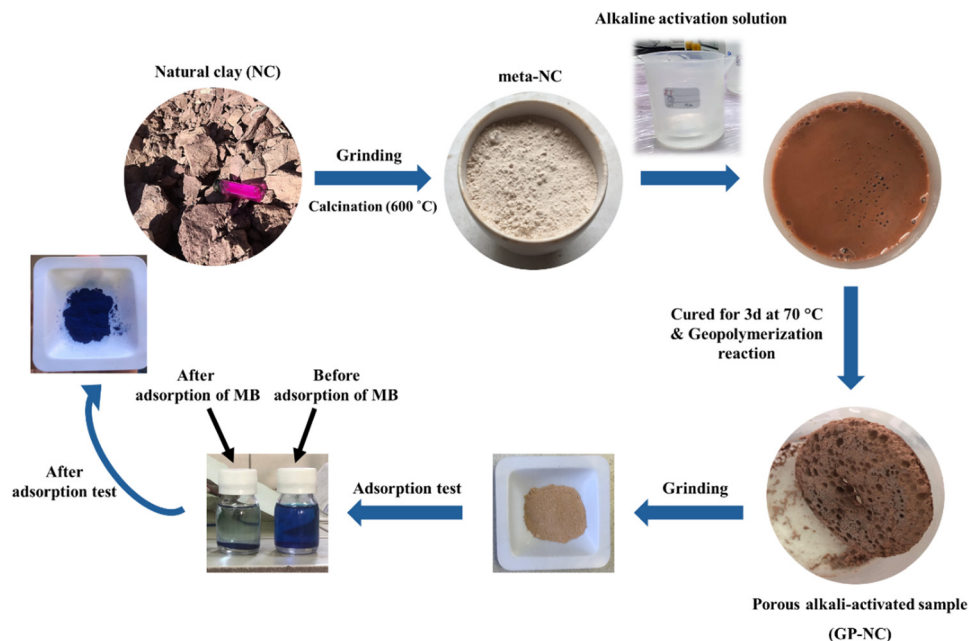 Alkaline activation solution
Natural clay (NC)
meta-NC
Grinding
Calcination (600 °C)
Cured for 3d at 70 °C
& Geopolymerization
reaction
After
adsorption of MB
Before
adsorption of MB
After
adsorption test
Adsorption test
Grinding
Porous alkali-activated sample
(GP-NC)